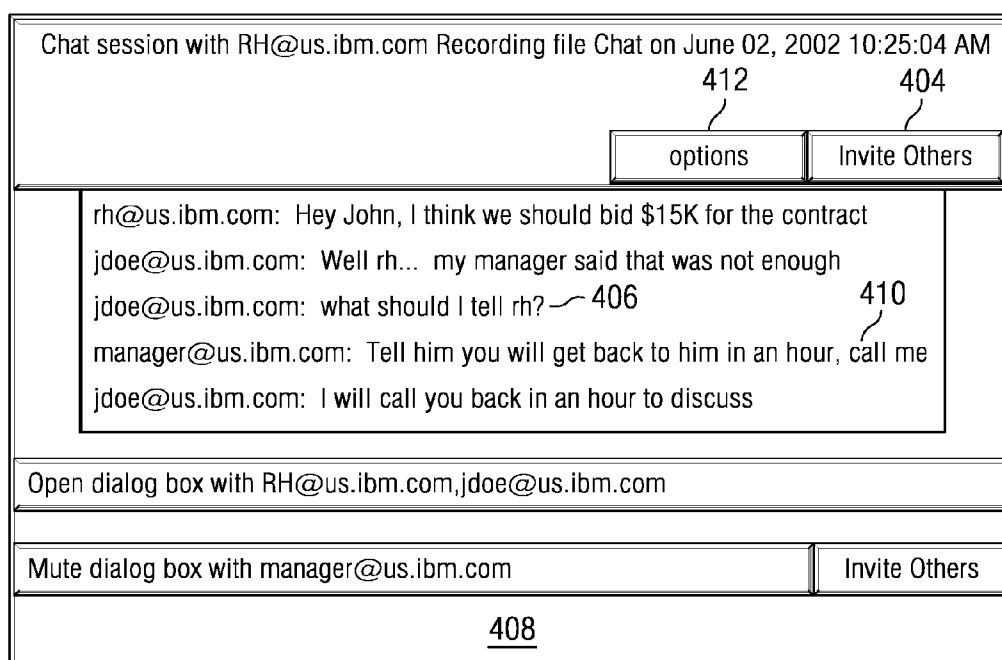 Chat session with RH@us.ibm.com Recording file Chat on June 02, 2002 10:25:04 AM
412 404
options Invite Others
rh@us.ibm.com: Hey John, I think we should bid $15K for the contract
jdoe@us.ibm.com: Well rh... my manager said that was not enough
jdoe@us.ibm.com: what should I tell rh? 406 410
manager@us.ibm.com: Tell him you will get back to him in an hour, call me
jdoe@us.ibm.com: I will call you back in an hour to discuss
Open dialog box with RH@us.ibm.com,jdoe@us.ibm.com
Mute dialog box with manager@us.ibm.com Invite Others
408